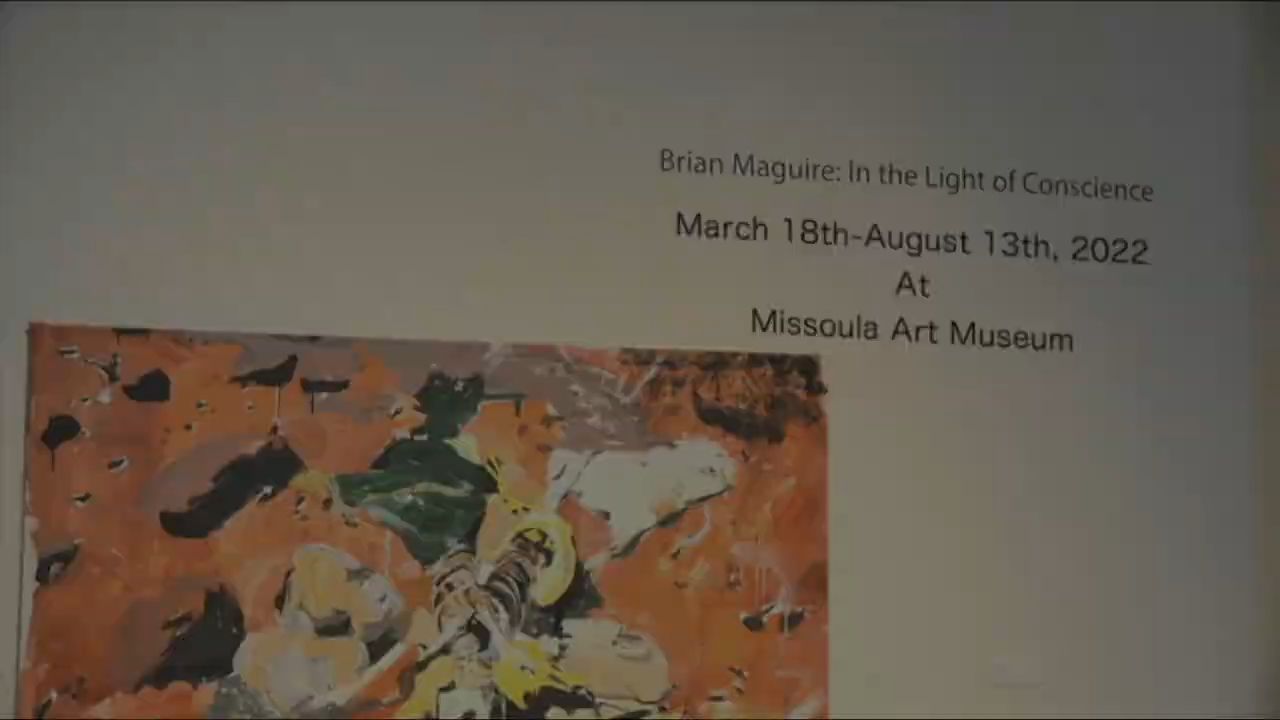 Brian Maguire: In the Light of Conscience
March 18th-August 13th, 2022
At
Missoula Art Museum